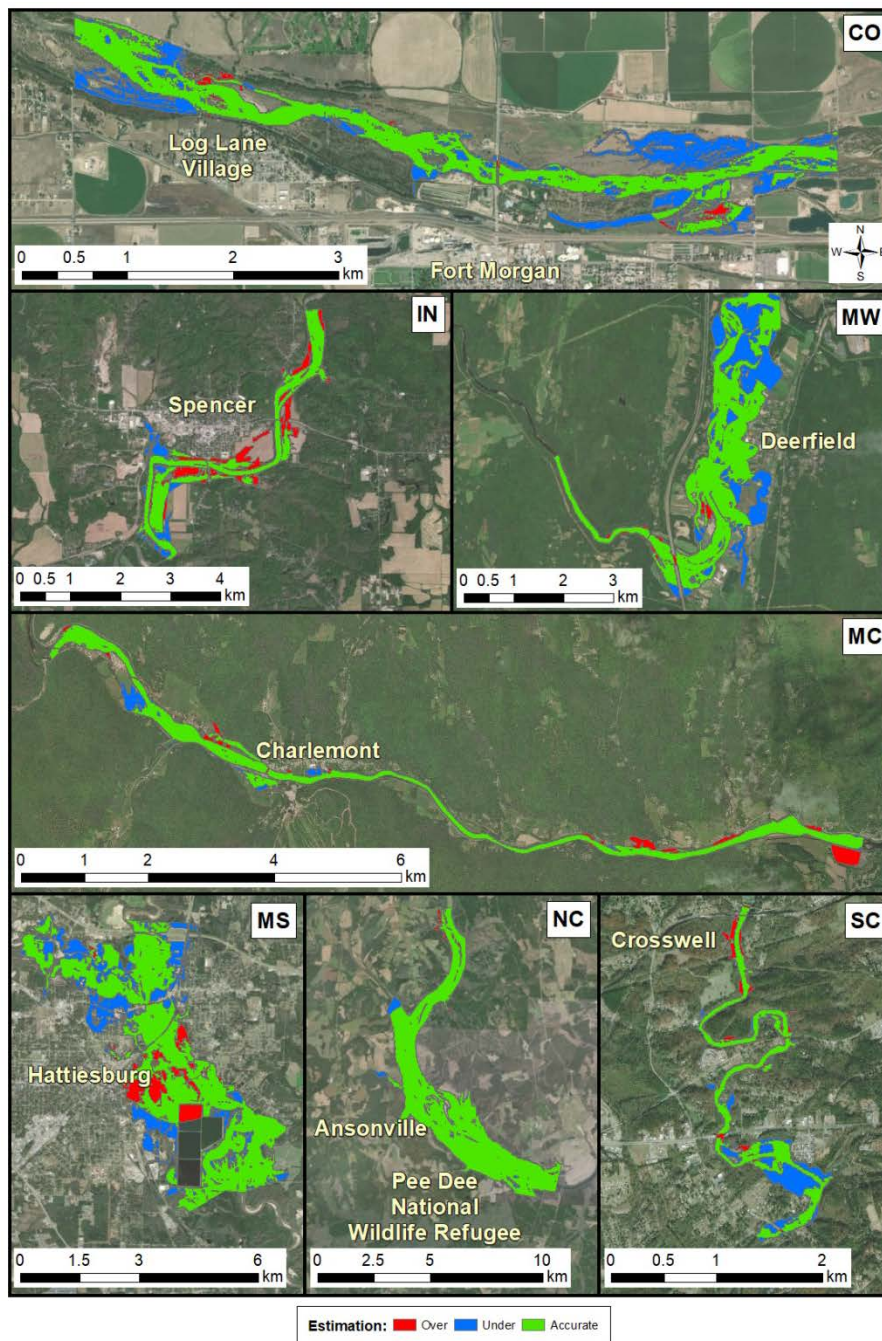 CO
Log Lane
Village
N
W E
S
0 0.5 1 2 3
km
Fort Morgan
IN
Spencer
0 0.5 1 2 3 4
km
MW
Deerfield
0 0.5 1 2 3
km
MC
Charlemont
0 1 2 4 6
km
MS
Hattiesburg
0 1.5 3 6
km
NC
Ansonville
Pee Dee
National
Wildlife Refugee
0 2.5 5 10
km
SC
Crosswell
0 0.5 1 2
km
Estimation: Over Under Accurate